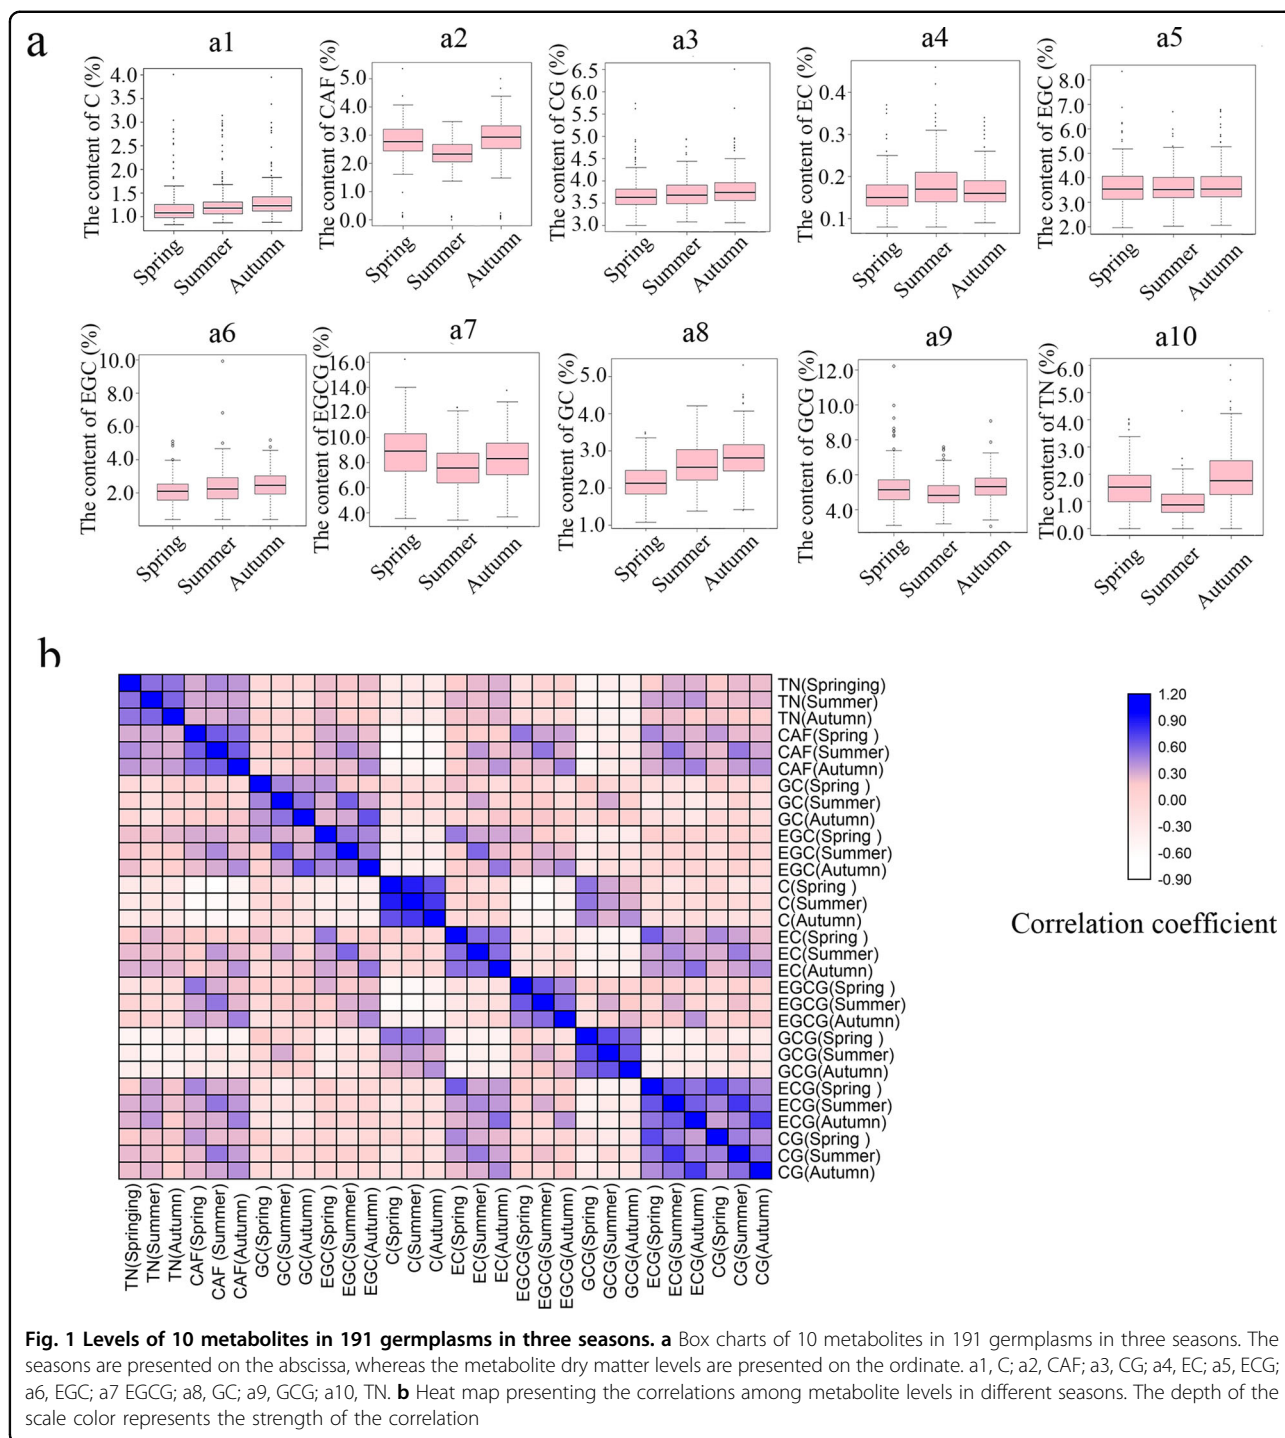 a
a1
The content of C (%)
4.0
3.5
3.0
2.5
2.0
1.5
1.0
Spring
Summer
Autumn
a2
The content of CAF (%)
5.0
4.0
3.0
2.0
1.0
0.0
Spring
Summer
Autumn
a3
The content of CG (%)
6.5
6.0
5.5
5.0
4.5
4.0
3.5
3.0
Spring
Summer
Autumn
a4
The content of EC (%)
0.4
0.3
0.2
0.1
Spring
Summer
Autumn
a5
The content of EGC (%)
8.0
7.0
6.0
5.0
4.0
3.0
2.0
Spring
Summer
Autumn
a6
The content of EGC (%)
10.0
8.0
6.0
4.0
2.0
Spring
Summer
Autumn
a7
The content of EGCG (%)
16.0
14.0
12.0
10.0
8.0
6.0
4.0
Spring
Summer
Autumn
a8
The content of GC (%)
5.0
4.0
3.0
2.0
1.0
Spring
Summer
Autumn
a9
The content of GCG (%)
12.0
8.0
6.0
4.0
Spring
Summer
Autumn
a10
The content of TN (%)
6.0
5.0
4.0
3.0
2.0
1.0
0.0
Spring
Summer
Autumn
b
TN(Springing)
TN(Summer)
TN(Autumn)
CAF(Spring )
CAF(Summer)
CAF(Autumn)
GC(Spring )
GC(Summer)
GC(Autumn)
EGC(Spring )
EGC(Summer)
EGC(Autumn)
C(Spring )
C(Summer)
C(Autumn)
EC(Spring )
EC(Summer)
EC(Autumn)
EGCG(Spring )
EGCG(Summer)
EGCG(Autumn)
GCG(Spring )
GCG(Summer)
GCG(Autumn)
ECG(Spring )
ECG(Summer)
ECG(Autumn)
CG(Spring )
CG(Summer)
CG(Autumn)
TN(Springing)
TN(Summer)
TN(Autumn)
CAF(Spring )
CAF (Summer)
CAF(Autumn)
GC(Spring )
GC(Summer)
GC(Autumn)
EGC(Spring )
EGC(Summer)
EGC(Autumn)
C(Spring )
C(Summer)
C(Autumn)
EC(Spring )
EC(Summer)
EC(Autumn)
EGCG(Spring )
EGCG(Summer)
EGCG(Autumn)
GCG(Spring )
GCG(Summer)
GCG(Autumn)
ECG(Spring )
ECG(Summer)
ECG(Autumn)
CG(Spring )
CG(Summer)
CG(Autumn)
1.20
0.90
0.60
0.30
0.00
-0.30
-0.60
-0.90
Correlation coefficient
Fig. 1 Levels of 10 metabolites in 191 germplasms in three seasons. a Box charts of 10 metabolites in 191 germplasms in three seasons. The
seasons are presented on the abscissa, whereas the metabolite dry matter levels are presented on the ordinate. a1, C; a2, CAF; a3, CG; a4, EC; a5, ECG;
a6, EGC; a7 EGCG; a8, GC; a9, GCG; a10, TN. b Heat map presenting the correlations among metabolite levels in different seasons. The depth of the
scale color represents the strength of the correlation